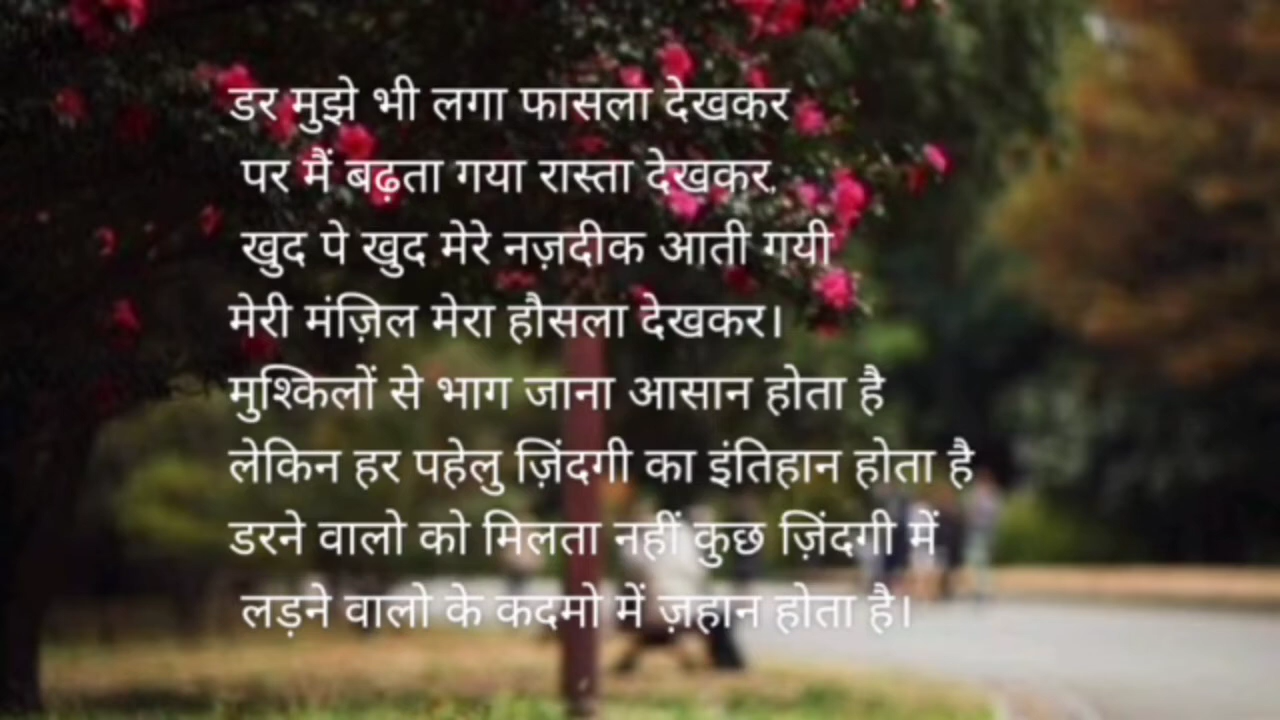 डर मुझे भी लगा फासला देखकर
पर मैं बढ़ता गया रास्ता देखकर.
खुद पे खुद मेरे नज़दीक आती गयी
मेरी मंज़िल मेरा हौसला देखकर।
मुश्किलों से भाग जाना आसान होता है
लेकिन हर पहेलु ज़िंदगी का इंतिहान होता है
डरने वालो को मिलता नहीं कुछ ज़िंदगी में
लड़ने वालो के कदमो में ज़हान होता है।